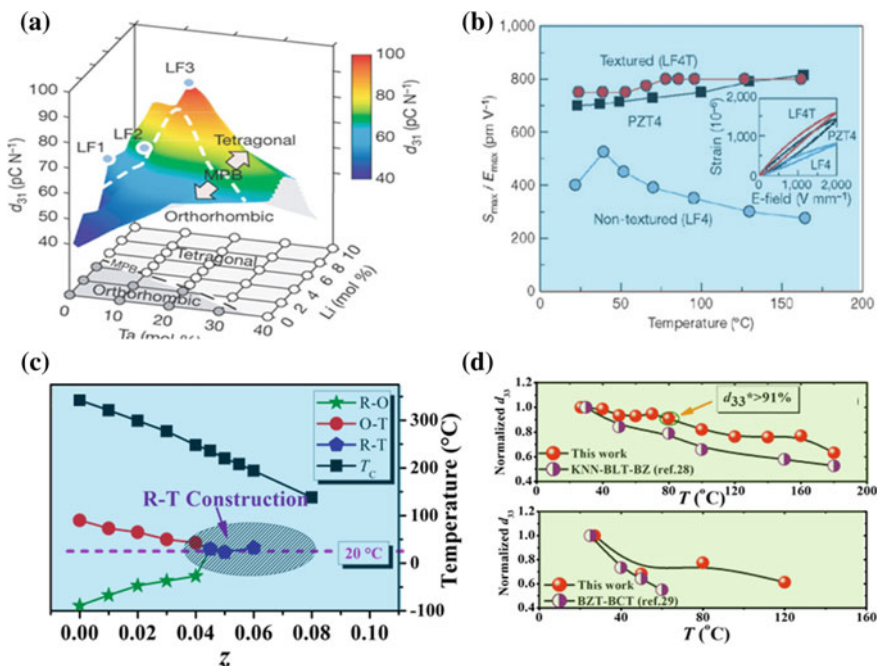 (a)
100
90
80
70
60
50
40
d31 (pC N−1)
LF3
LF2
LF1
Tetragonal
MPB
Orthorhombic
100
80
60
40
d31 (pC N−1)
Tetragonal
MPB
Orthorhombic
0
10
20
30
40
Ta (mol %)
0 2 4 6 8 10
Li (mol %)
(b)
Smax / Emax (pm V−1)
1,000
800
600
400
200
0
Textured (LF4T)
PZT4
Non-textured (LF4)
Strain (10−6)
2,000
1,000
0
LF4T
PZT4
LF4
0 1,000 2,000
E-field (V mm−1)
0 50 100 150 200
Temperature (°C)
(c)
R-O
O-T
R-T
TC
R-T Construction
20 °C
300
200
100
0
-100
Temperature (°C)
0.00 0.02 0.04 0.06 0.08 0.10
z
(d)
Normalized d33
1.2
1.0
0.8
0.6
0.4
d33*>91%
This work
KNN-BLT-BZ (ref.28)
0 40 80 120 160 200
T (°C)
Normalized d33
1.2
1.0
0.8
0.6
0.4
This work
BZT-BCT (ref.29)
0 40 80 120 160
T (°C)